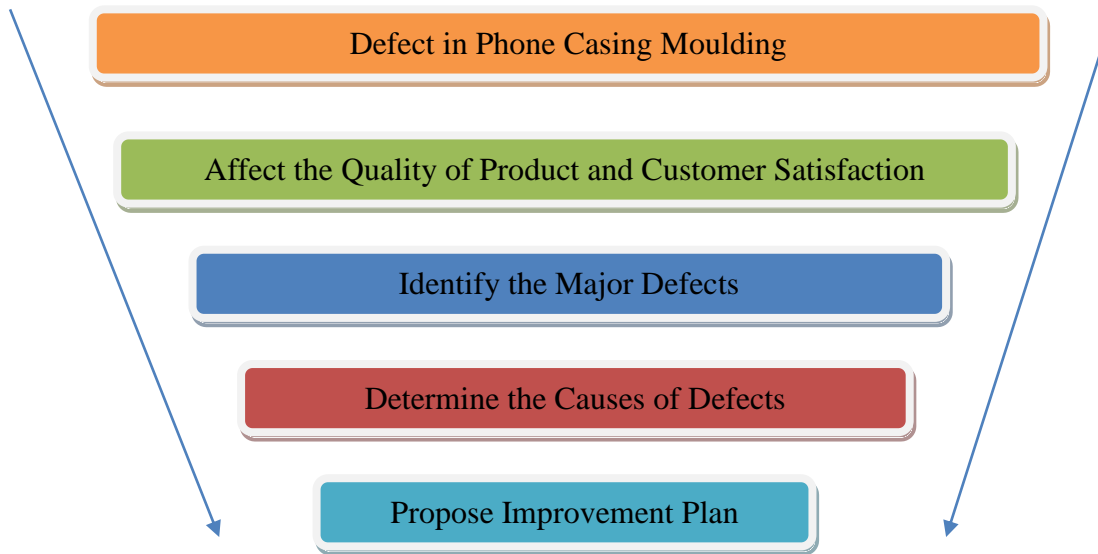 Defect in Phone Casing Moulding
Affect the Quality of Product and Customer Satisfaction
Identify the Major Defects
Determine the Causes of Defects
Propose Improvement Plan